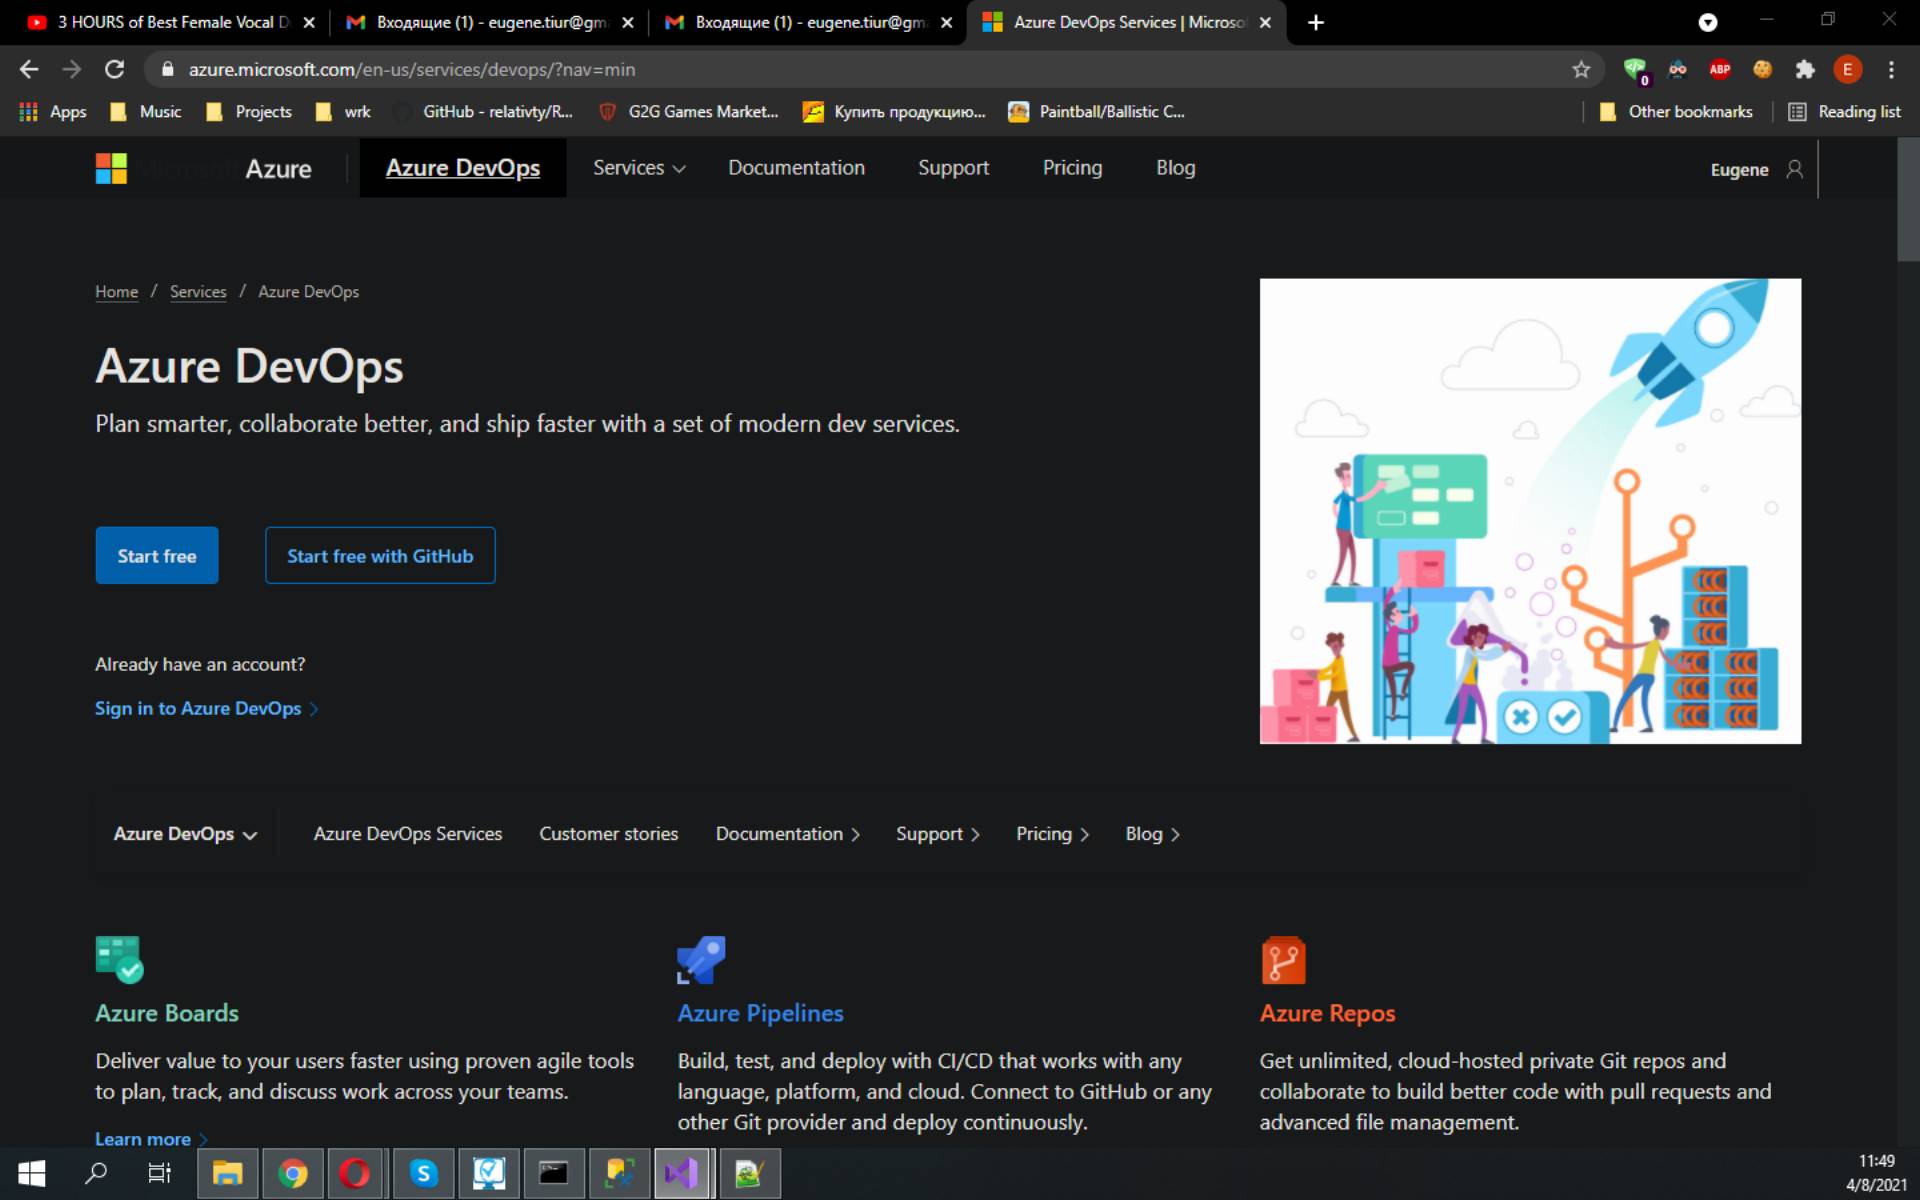 3 HOURS of Best Female Vocal D
Входящие (1) - eugene.tiur@gm
Входящие (1) - eugene.tiur@gm
Azure DevOps Services | Microso
azure.microsoft.com/en-us/services/devops/?nav=min
0
ABP
E
Apps
Music
Projects
wrk
GitHub - relativty/R...
G2G Games Market...
Купить продукцию...
Paintball/Ballistic C...
Other bookmarks
Reading list
Microsoft Azure
Azure DevOps
Services
Documentation
Support
Pricing
Blog
Eugene
Home / Services / Azure DevOps
Azure DevOps
Plan smarter, collaborate better, and ship faster with a set of modern dev services.
Start free
Start free with GitHub
Already have an account?
Sign in to Azure DevOps
Azure DevOps
Azure DevOps Services
Customer stories
Documentation
Support
Pricing
Blog
Azure Boards
Deliver value to your users faster using proven agile tools
to plan, track, and discuss work across your teams.
Learn more
Azure Pipelines
Build, test, and deploy with CI/CD that works with any
language, platform, and cloud. Connect to GitHub or any
other Git provider and deploy continuously.
Azure Repos
Get unlimited, cloud-hosted private Git repos and
collaborate to build better code with pull requests and
advanced file management.
11:49
4/8/2021